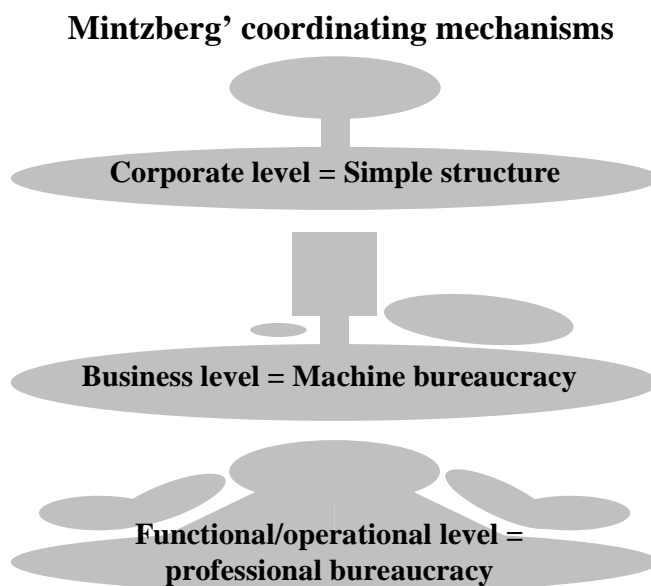 Mintzberg’ coordinating mechanisms
Corporate level = Simple structure
Business level = Machine bureaucracy
Functional/operational level =
professional bureaucracy